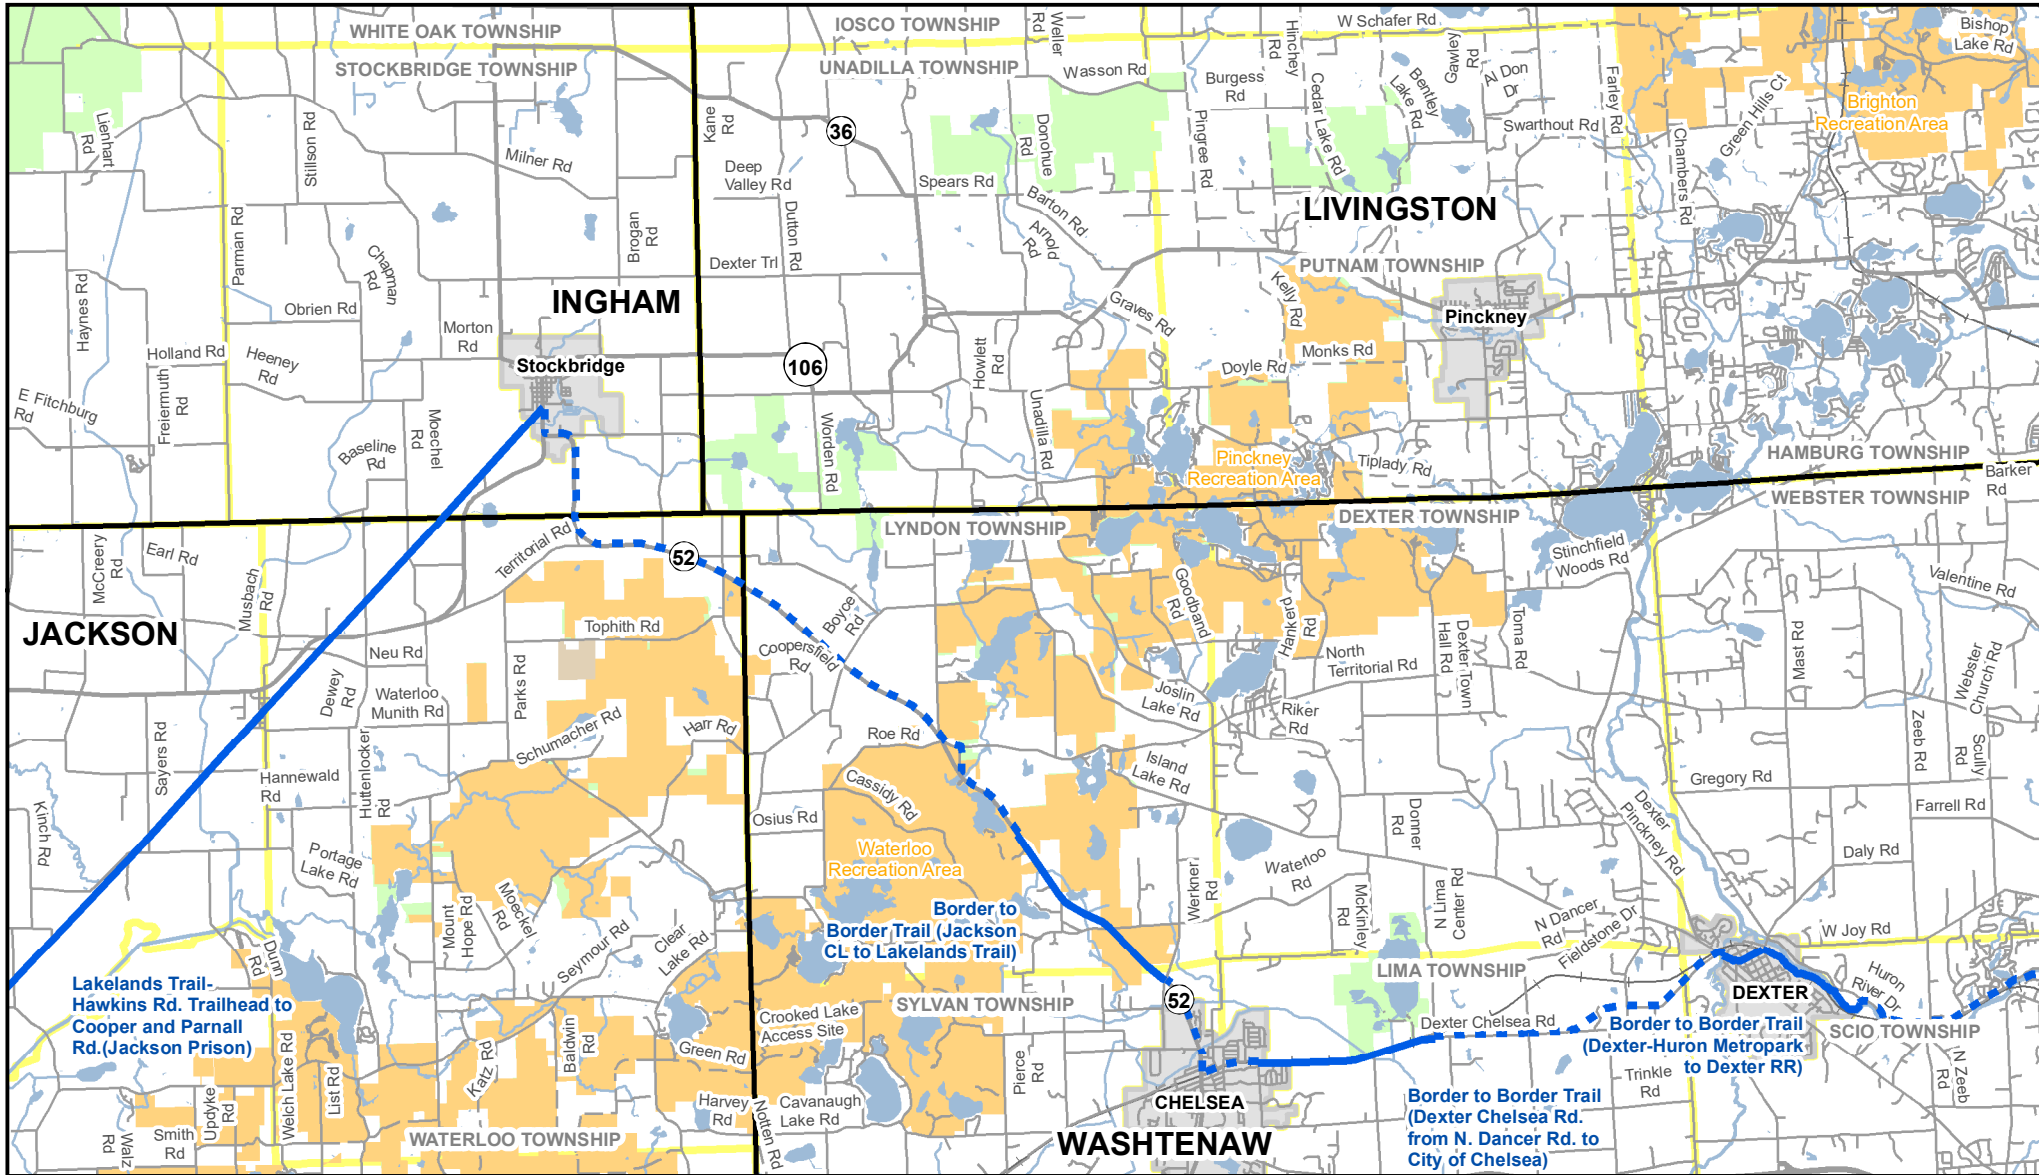 WHITE OAK TOWNSHIP
STOCKBRIDGE TOWNSHIP
IOSCO TOWNSHIP
UNADILLA TOWNSHIP
Weller
Rd
Wasson Rd
W Schafer Rd
Hinchey
Rd
Burgess
Rd
Cedar Lake Rd
Bentley
Lake Rd
Gawley
Rd
Al Don
Dr
Swarthout Rd
Farley Rd
Bishop
Lake Rd
Green Hills Ct
Brighton
Recreation Area
Chambers Rd
Lienhart
Rd
Stillson Rd
Milner Rd
Kane
Rd
36
Deep
Valley Rd
Spears Rd
Donohue
Rd
Pingree Rd
LIVINGSTON
Parman Rd
Brogan
Rd
Dutton Rd
Barton Rd
Arnold
Rd
Dexter Trl
Chapman
Rd
Haynes Rd
Obrien Rd
INGHAM
PUTNAM TOWNSHIP
Kelly Rd
Graves Rd
Pinckney
Morton
Rd
Holland Rd
Heeney
Rd
Stockbridge
106
Howlett
Rd
Doyle Rd
Monks Rd
E Fitchburg
Rd
Freiermuth
Rd
Moechel
Rd
Baseline
Rd
Worden Rd
Unadilla Rd
Pinckney
Recreation Area
Tiplady Rd
HAMBURG TOWNSHIP
Barker
Rd
WEBSTER TOWNSHIP
LYNDON TOWNSHIP
DEXTER TOWNSHIP
McCreery
Rd
Earl Rd
Musbach
Rd
Territorial Rd
52
Stinchfield
Woods Rd
Valentine Rd
JACKSON
Tophith Rd
Boyce
Rd
Coopersfield
Rd
Goodband
Rd
Hankerd
Rd
North
Territorial Rd
Dexter Town
Hall Rd
Toma Rd
Mast Rd
Webster
Church Rd
Neu Rd
Dewey
Rd
Waterloo
Munith Rd
Parks Rd
Schumacher Rd
Harr Rd
Roe Rd
Joslin
Lake Rd
Riker
Rd
Zeeb Rd
Scully
Rd
Sayers Rd
Hannewald
Rd
Huttenlocker
Rd
Cassidy Rd
Island
Lake Rd
Gregory Rd
Farrell Rd
Kinch Rd
Osius Rd
Donner
Rd
Dexter
Pinckney Rd
Portage
Lake Rd
Waterloo
Recreation Area
Waterloo
Rd
Daly Rd
Mount
Hope Rd
Moeckel
Rd
Werkner
Rd
McKinley
Rd
N Lima
Center Rd
N Dancer
Rd
Fieldstone Dr
W Joy Rd
Border to
Border Trail (Jackson
CL to Lakelands Trail)
Dunn
Rd
Seymour Rd
Clear
Lake Rd
Lakelands Trail-
Hawkins Rd. Trailhead to
Cooper and Parnall
Rd.(Jackson Prison)
LIMA TOWNSHIP
Huron
River Dr
DEXTER
SYLVAN TOWNSHIP
52
Crooked Lake
Access Site
Dexter Chelsea Rd
Border to Border Trail
(Dexter-Huron Metropark
to Dexter RR)
SCIO TOWNSHIP
Welch Lake Rd
List Rd
Katz Rd
Baldwin
Rd
Green Rd
Pierce
Rd
Trinkle
Rd
N Zeeb
Rd
Updyke
Rd
Harvey
Rd
Notten Rd
Cavanaugh
Lake Rd
CHELSEA
Border to Border Trail
(Dexter Chelsea Rd.
from N. Dancer Rd. to
City of Chelsea)
Waltz
Rd
Smith
Rd
WATERLOO TOWNSHIP
WASHTENAW